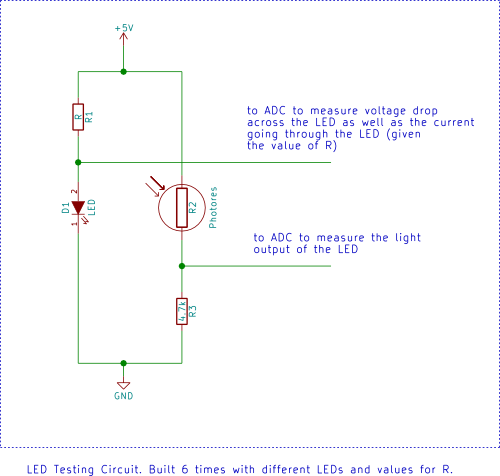 +5V
to ADC to measure voltage drop
across the LED as well as the current
going through the LED (given
the value of R)
R
R1
D1
2
1
LED
R2
Photores
to ADC to measure the light
output of the LED
4.7k
R3
GND
LED Testing Circuit. Built 6 times with different LEDs and values for R.